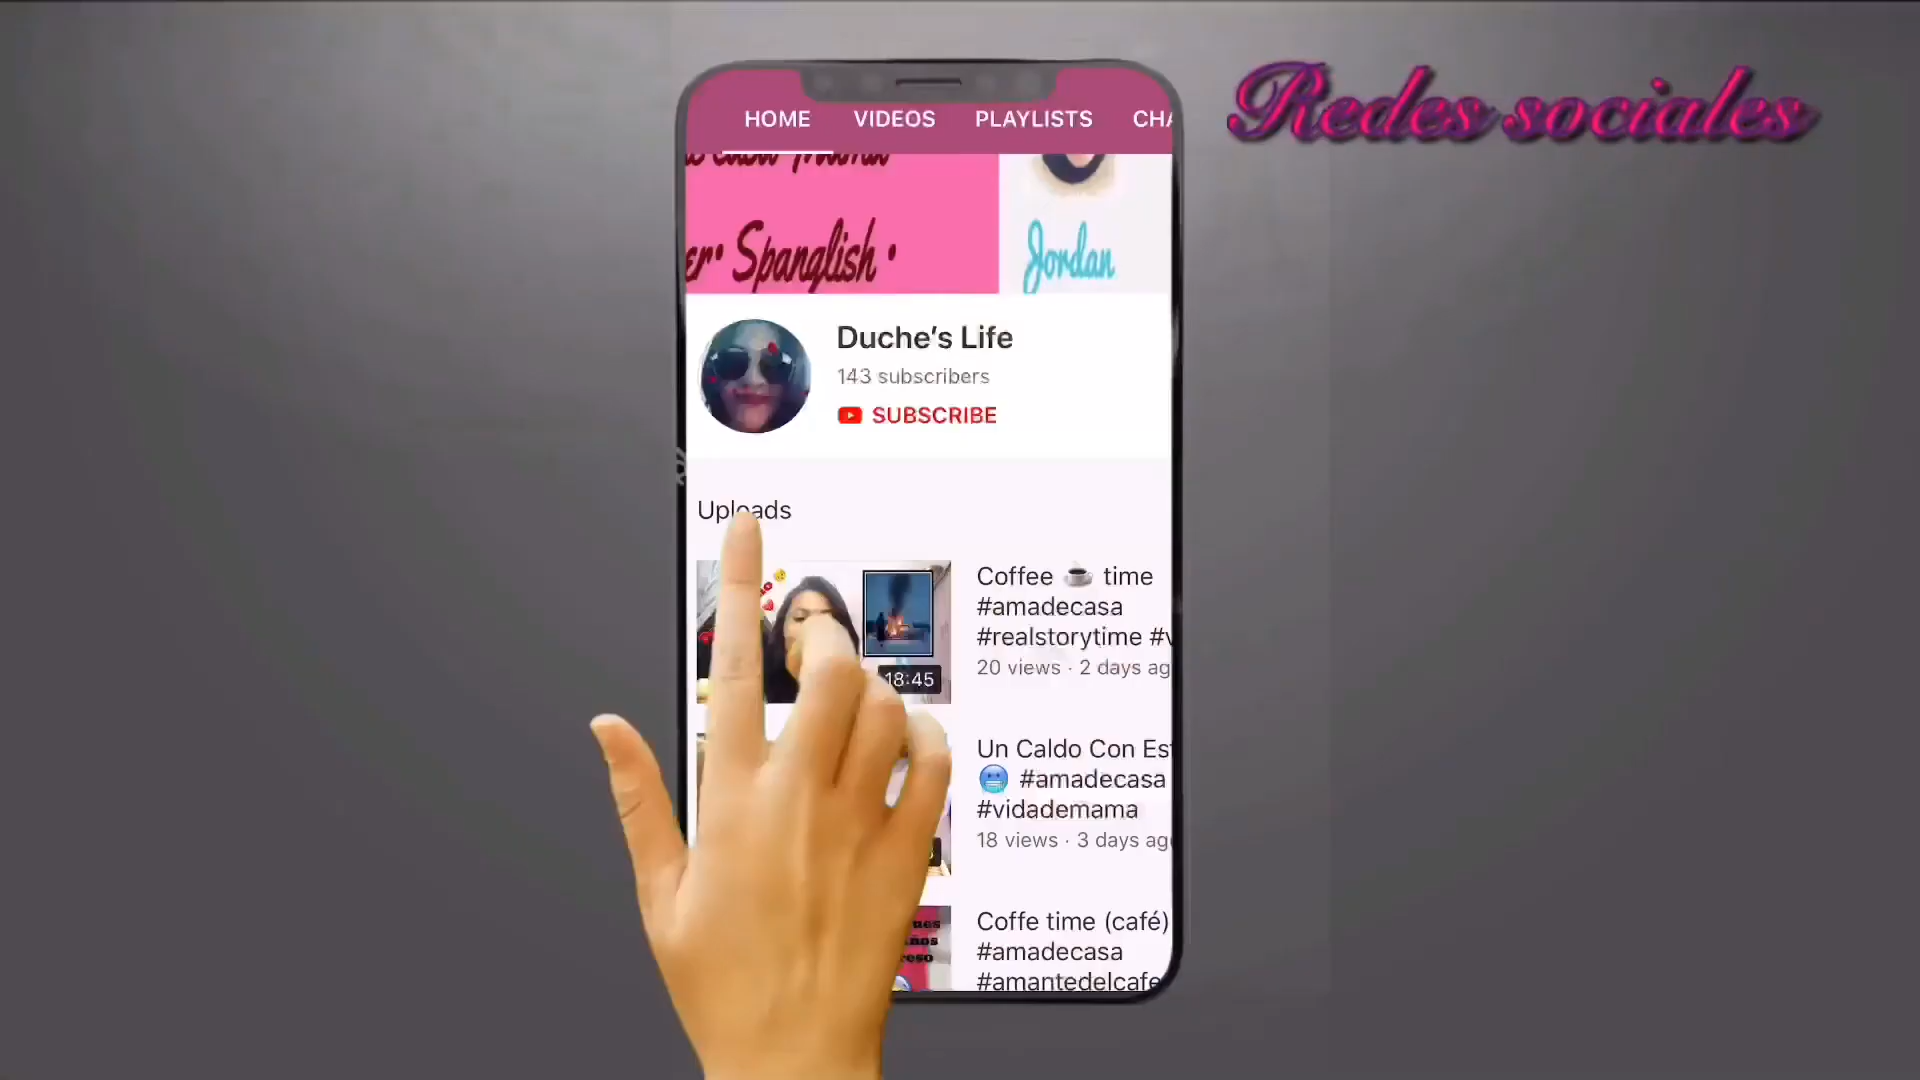 Redes sociales
HOME VIDEOS PLAYLISTS
Spanglish •
Jordan
Duche's Life
143 subscribers
SUBSCRIBE
Uploads
18:45
Coffee ☕ time
#amadecasa
#realstorytime
20 views · 2 days
Un Caldo Con
🥶 #amadecasa
#vidademama
18 views · 3 days
Coffe time (café)
#amadecasa
#amantedelcafe